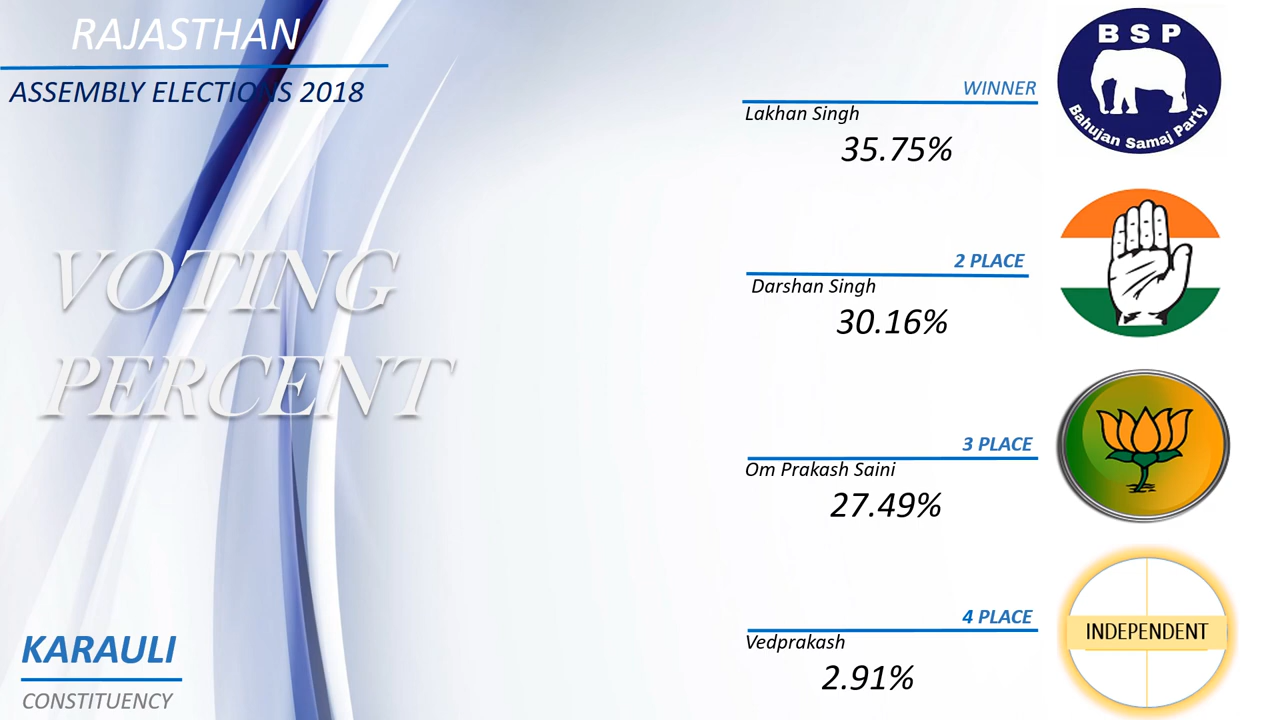 RAJASTHAN
ASSEMBLY ELECTIONS 2018
VOTING
PERCENT
KARAULI
CONSTITUENCY
WINNER
Lakhan Singh
35.75%
BSP
Bahujan Samaj Party
2 PLACE
Darshan Singh
30.16%
3 PLACE
Om Prakash Saini
27.49%
4 PLACE
Vedprakash
2.91%
INDEPENDENT